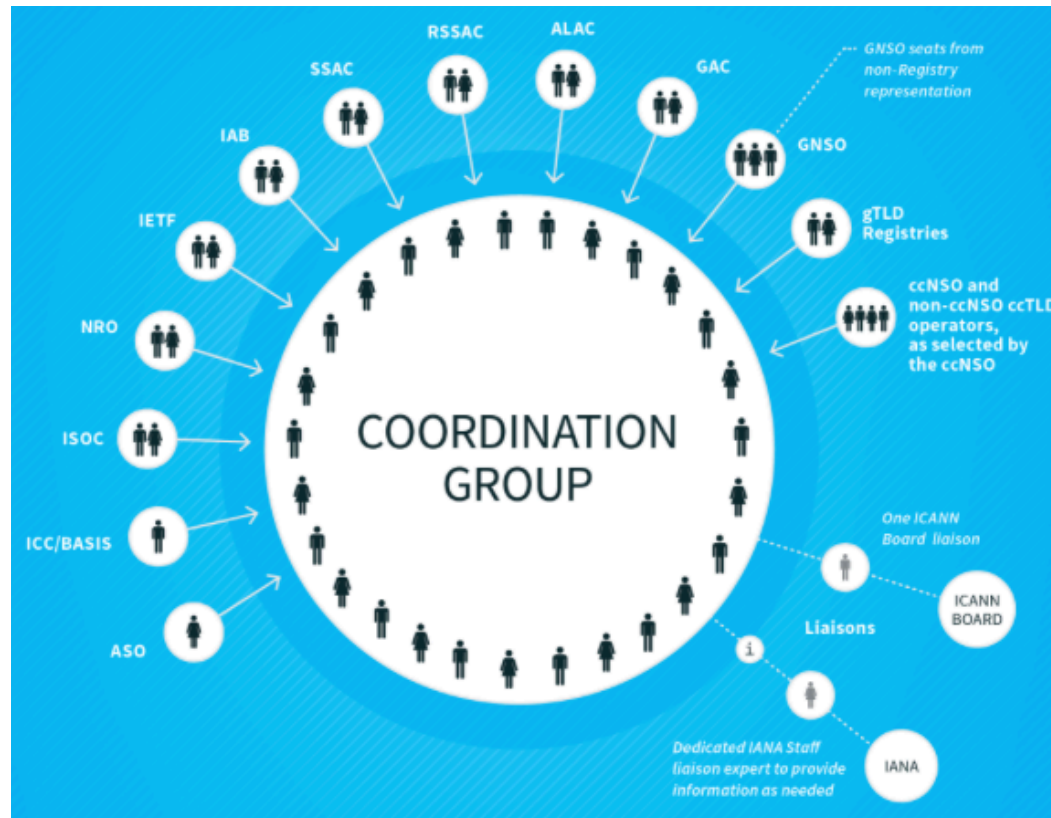 RSSAC
ALAC
SSAC
GAC
GNSO seats from
non-Registry
representation
IAB
GNSO
IETF
gTLD
Registries
NRO
ccNSO and
non-ccNSO ccTLD
operators,
as selected by
the ccNSO
COORDINATION
GROUP
ISOC
ICC/BASIS
One ICANN
Board liaison
ICANN
BOARD
Liaisons
i
ASO
Dedicated IANA Staff
liaison expert to provide
information as needed
IANA